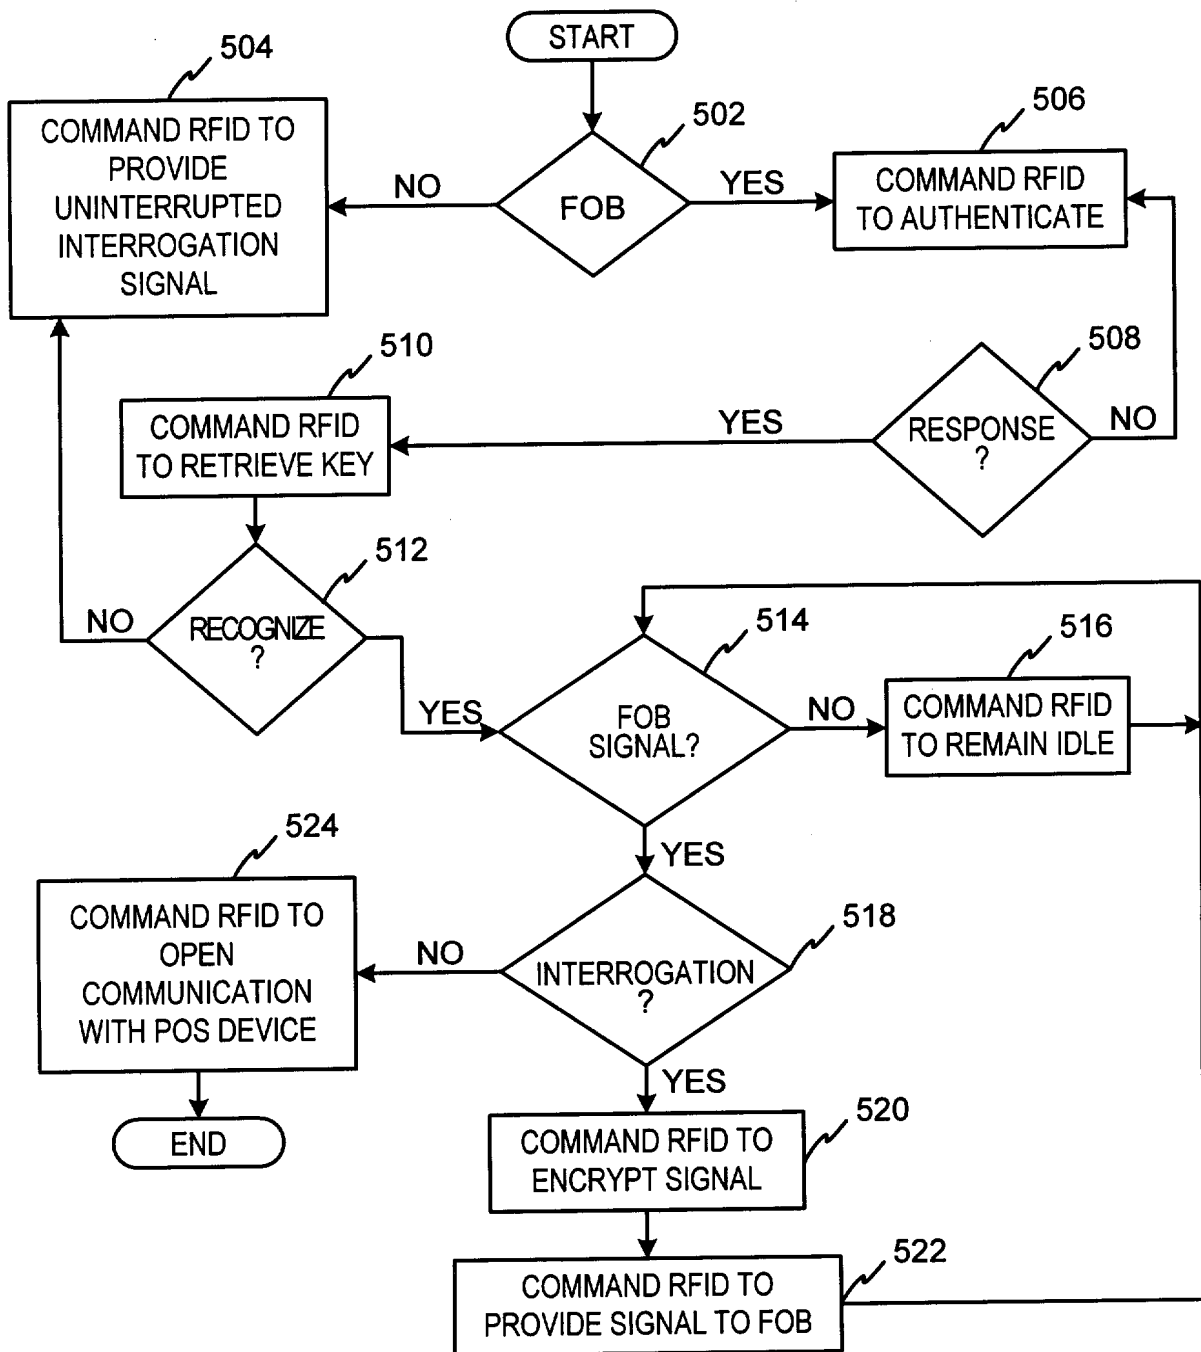 START
504
COMMAND RFID TO
PROVIDE
UNINTERRUPTED
INTERROGATION
SIGNAL
NO
502
FOB
YES
506
COMMAND RFID
TO AUTHENTICATE
510
COMMAND RFID
TO RETRIEVE KEY
YES
508
RESPONSE
?
NO
512
RECOGNIZE
?
NO
YES
514
FOB
SIGNAL?
NO
516
COMMAND RFID
TO REMAIN IDLE
YES
524
COMMAND RFID TO
OPEN
COMMUNICATION
WITH POS DEVICE
NO
518
INTERROGATION
?
END
YES
520
COMMAND RFID TO
ENCRYPT SIGNAL
522
COMMAND RFID TO
PROVIDE SIGNAL TO FOB